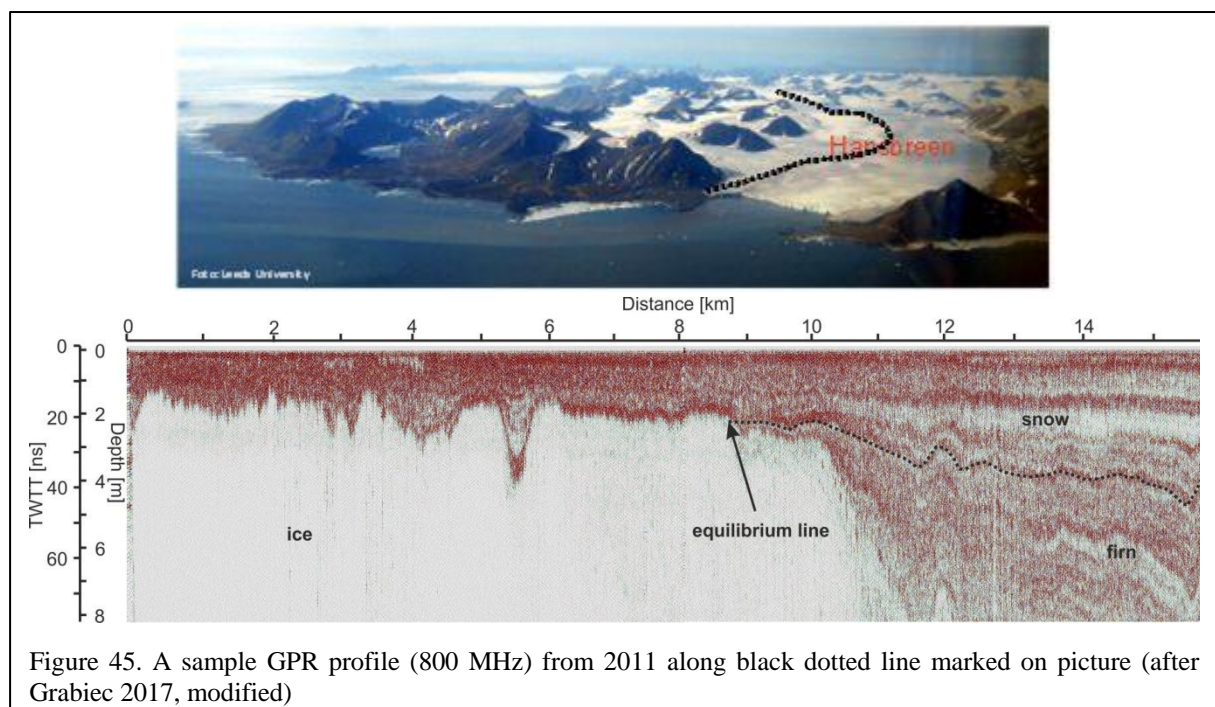 Hansbreen
Foto: Leeds University
Distance [km]
0 2 4 6 8 10 12 14
TWTT [ns]
0
20
40
60
Depth [m]
0
2
4
6
8
snow
ice
equilibrium line
firn
Figure 45. A sample GPR profile (800 MHz) from 2011 along black dotted line marked on picture (after
Grabiec 2017, modified)